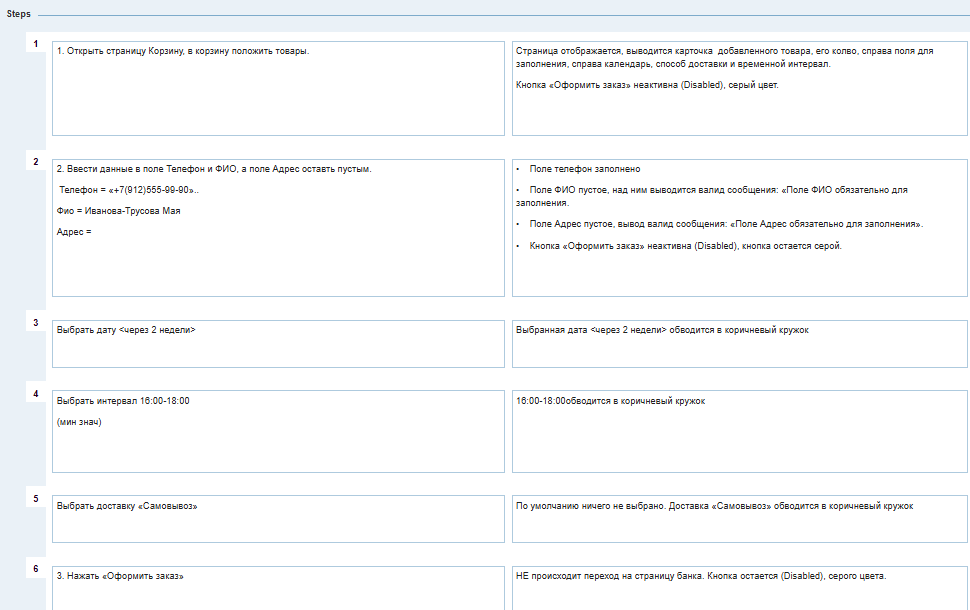 Steps
1
1. Открыть страницу Корзину, в корзину положить товары.
Страница отображается, выводится карточка добавленного товара, его колво, справа поля для
заполнения, справа календарь, способ доставки и временной интервал.
Кнопка «Оформить заказ» неактивна (Disabled), серый цвет.
2
2. Ввести данные в поле Телефон и ФИО, а поле Адрес оставть пустым.
Телефон = «+7(912)555-99-90»..
Фио = Иванова-Трусова Мая
Адрес =
• Поле телефон заполнено
• Поле ФИО пустое, над ним выводится валид сообщения: «Поле ФИО обязательно для
заполнения.
• Поле Адрес пустое, вывод валид сообщения: «Поле Адрес обязательно для заполнения».
• Кнопка «Оформить заказ» неактивна (Disabled), кнопка остается серой.
3
Выбрать дату <через 2 недели>
Выбранная дата <через 2 недели> обводится в коричневый кружок
4
Выбрать интервал 16:00-18:00
(мин знач)
16:00-18:00обводится в коричневый кружок
5
Выбрать доставку «Самовывоз»
По умолчанию ничего не выбрано. Доставка «Самовывоз» обводится в коричневый кружок
6
3. Нажать «Оформить заказ»
НЕ происходит переход на страницу банка. Кнопка остается (Disabled), серого цвета.